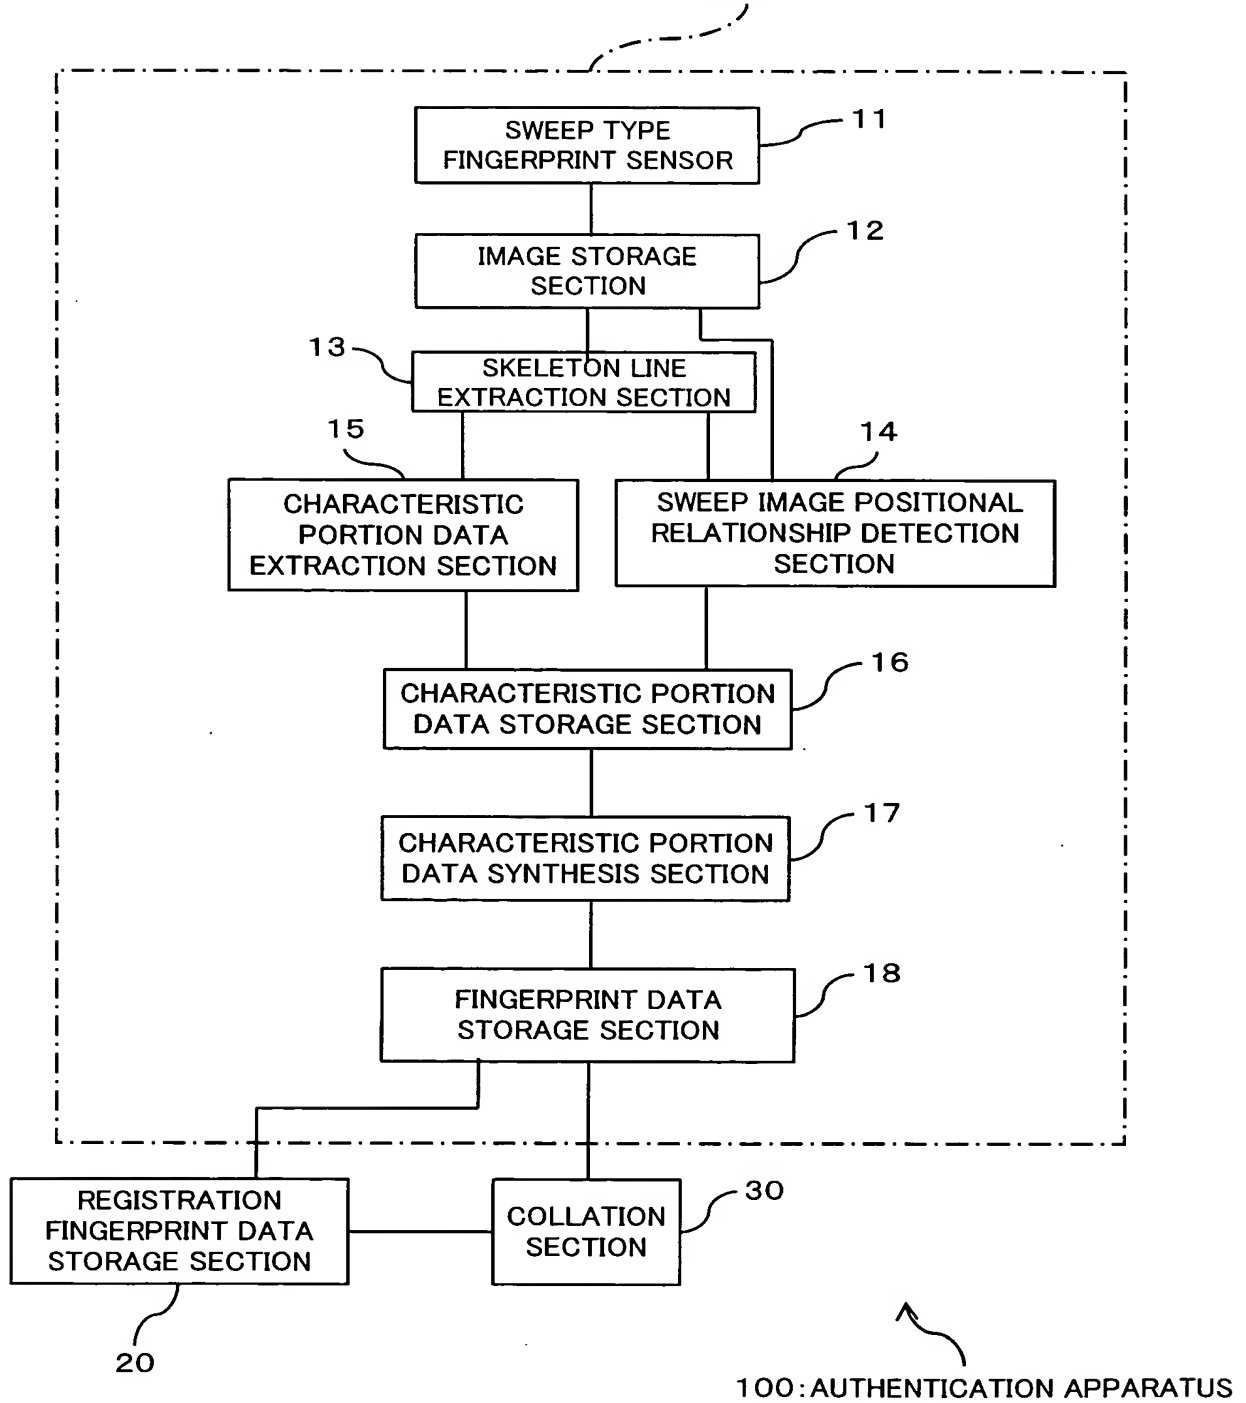 SWEEP TYPE
FINGERPRINT SENSOR
11
IMAGE STORAGE
SECTION
12
13
SKELETON LINE
EXTRACTION SECTION
15
14
CHARACTERISTIC
PORTION DATA
EXTRACTION SECTION
SWEEP IMAGE POSITIONAL
RELATIONSHIP DETECTION
SECTION
16
CHARACTERISTIC PORTION
DATA STORAGE SECTION
17
CHARACTERISTIC PORTION
DATA SYNTHESIS SECTION
18
FINGERPRINT DATA
STORAGE SECTION
REGISTRATION
FINGERPRINT DATA
STORAGE SECTION
20
COLLATION
SECTION
30
100:AUTHENTICATION APPARATUS